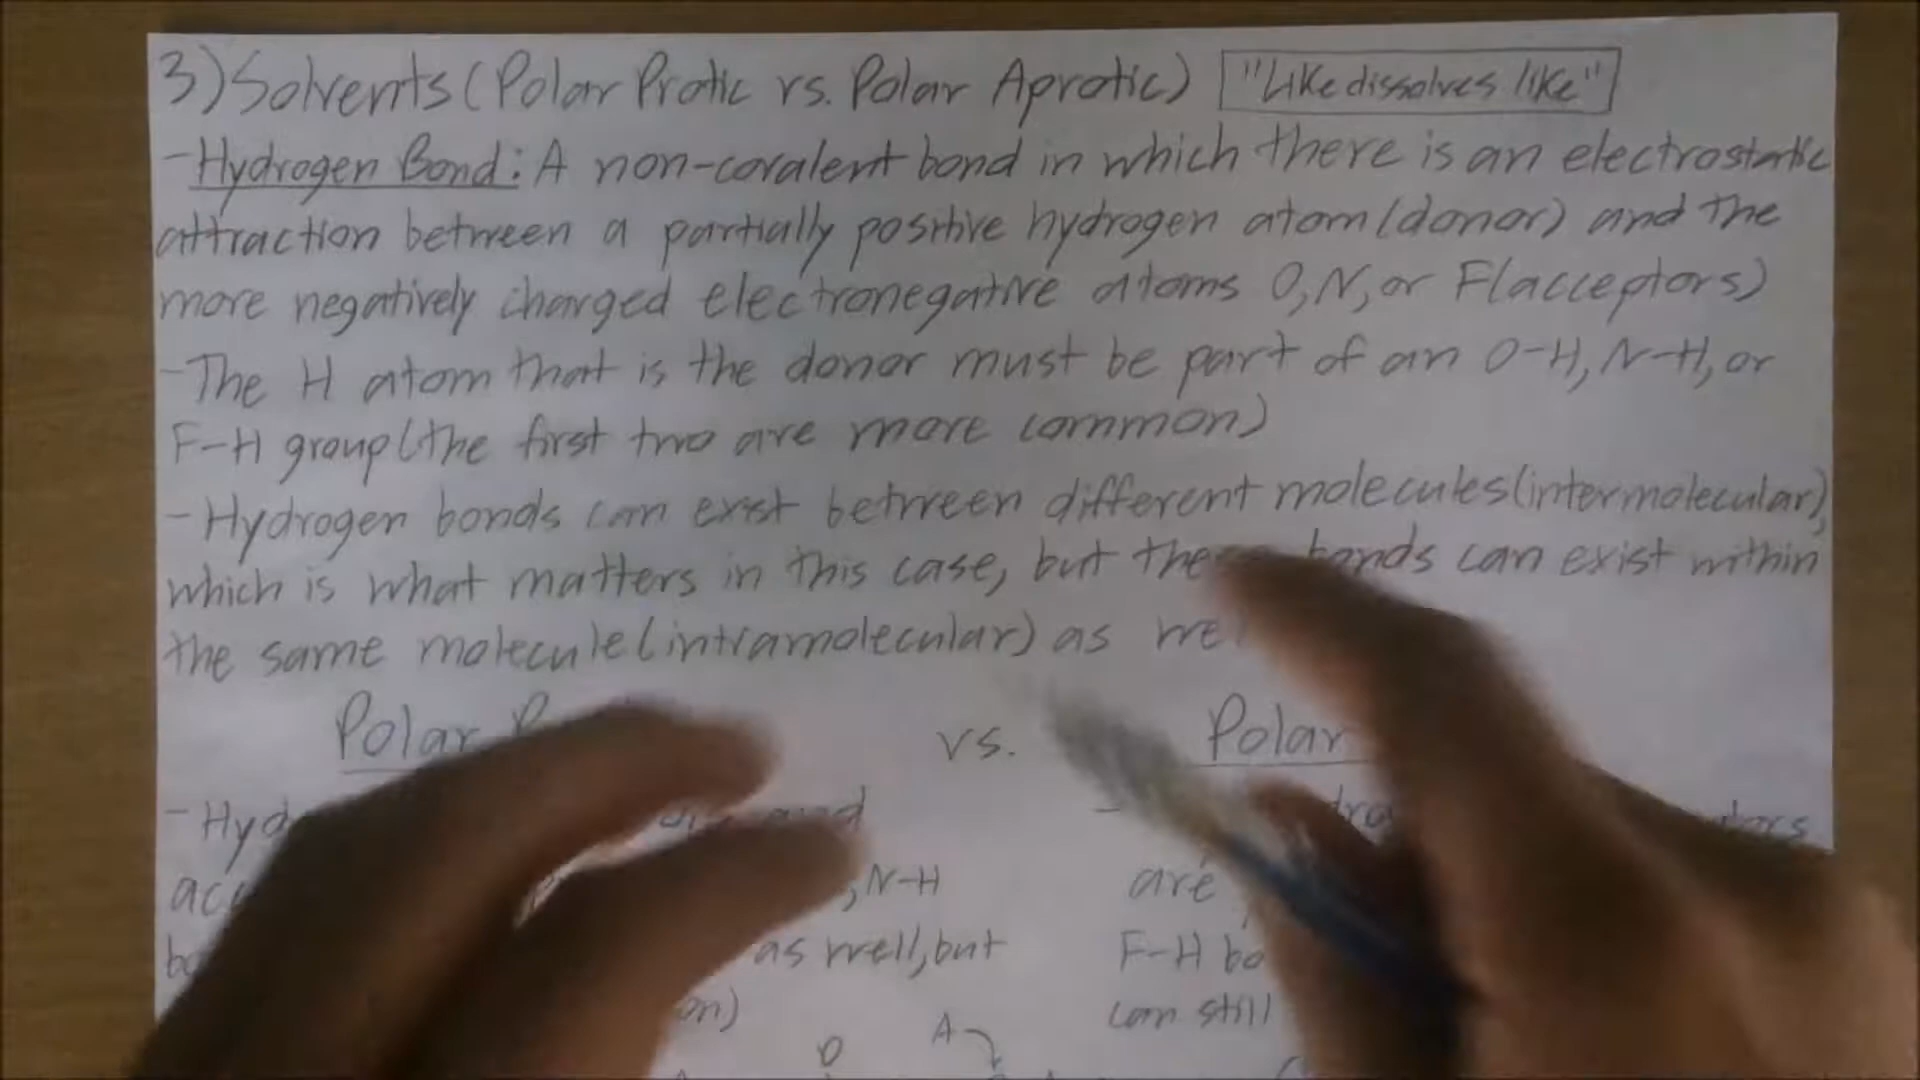 3) Solvents (Polar Protic vs. Polar Aprotic) "Like dissolves like"
- Hydrogen Bond: A non-covalent bond in which there is an electrostatic
attraction between a partially positive hydrogen atom (donor) and the
more negatively charged electronegative atoms O, N, or F (acceptors)
- The H atom that is the donor must be part of an O-H, N-H, or
F-H group (the first two are more common)
- Hydrogen bonds can exist between different molecules (intermolecular),
which is what matters in this case, but these bonds can exist within
the same molecule (intramolecular) as well
Polar vs. Polar
and
, N-H are
as well, but F-H
can still
A